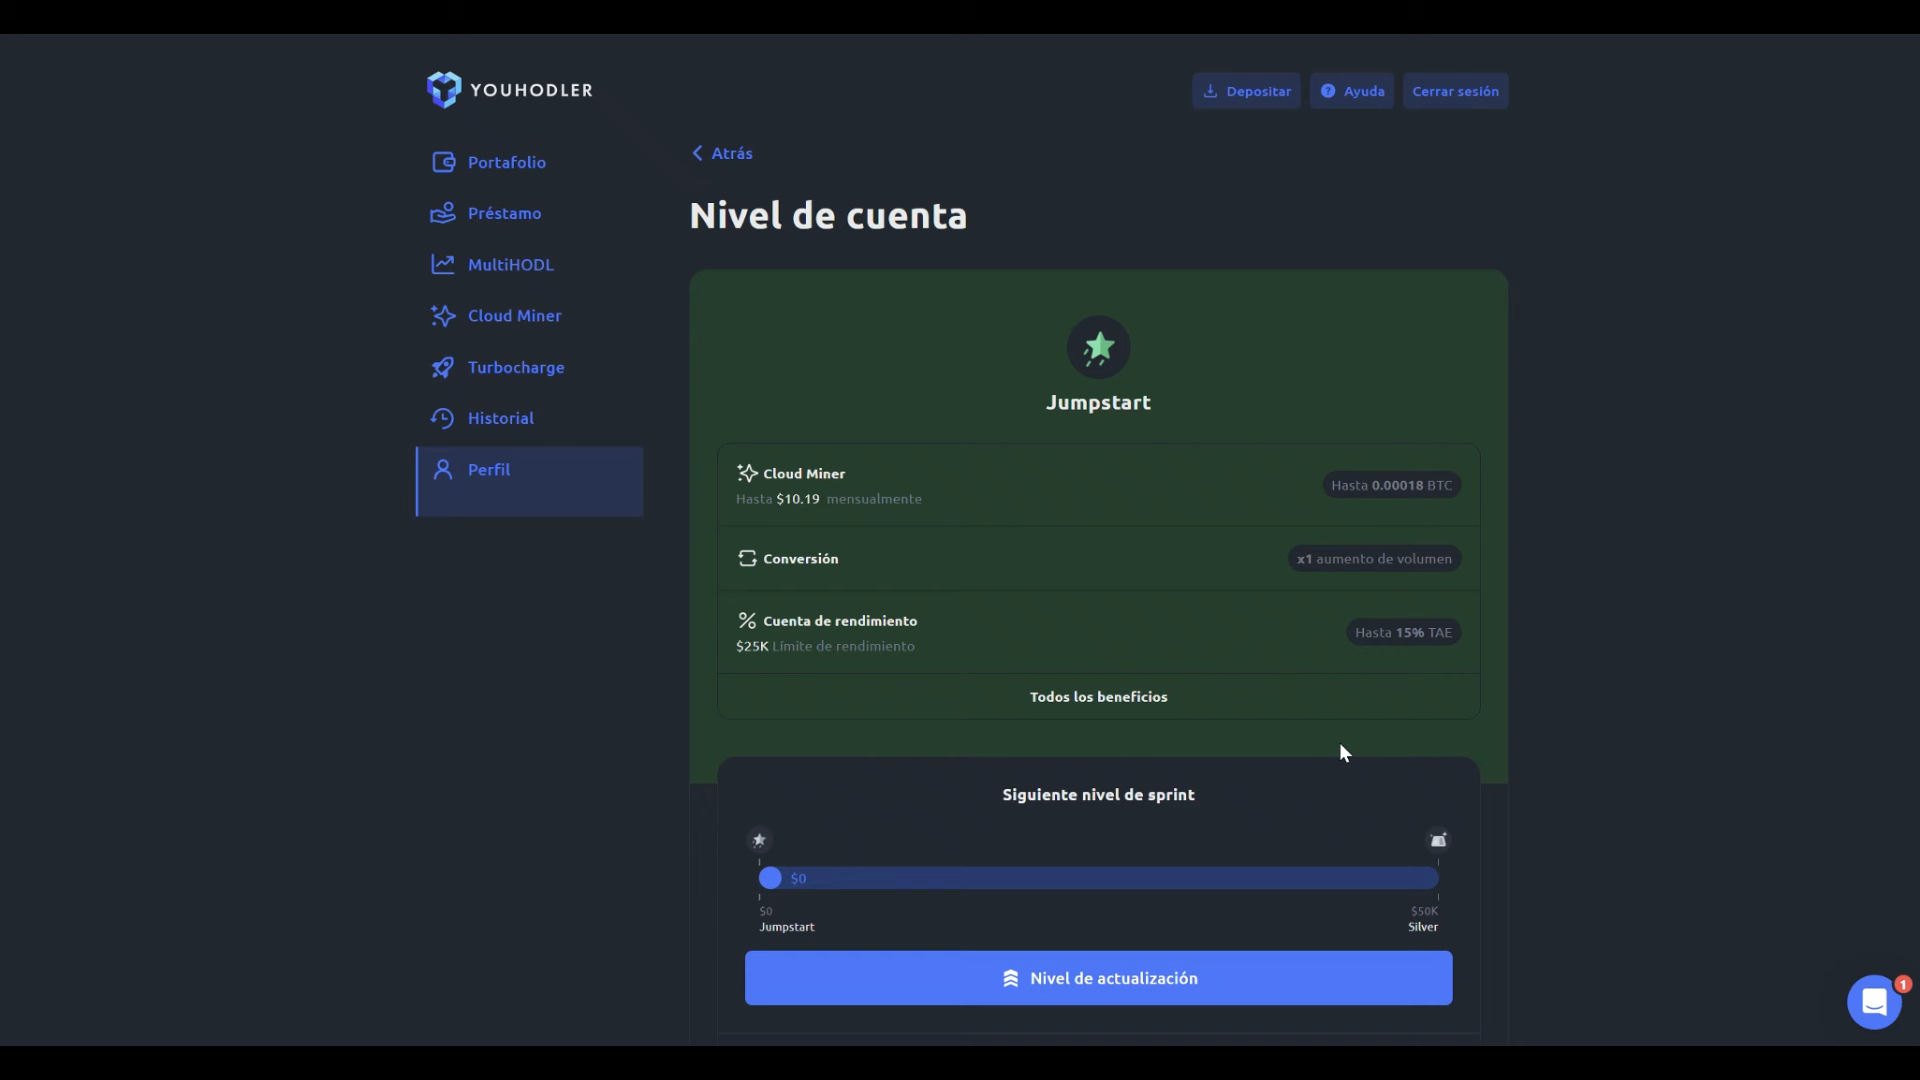 YOUHODLER
Depositar
Ayuda
Cerrar sesión
Portafolio
Préstamo
MultiHODL
Cloud Miner
Turbocharge
Historial
Perfil
Atrás
Nivel de cuenta
Jumpstart
Cloud Miner
Hasta $10.19 mensualmente
Hasta 0.00018 BTC
Conversión
x1 aumento de volumen
Cuenta de rendimiento
$25K Límite de rendimiento
Hasta 15% TAE
Todos los beneficios
Siguiente nivel de sprint
$0
$0
Jumpstart
$50K
Silver
Nivel de actualización
1